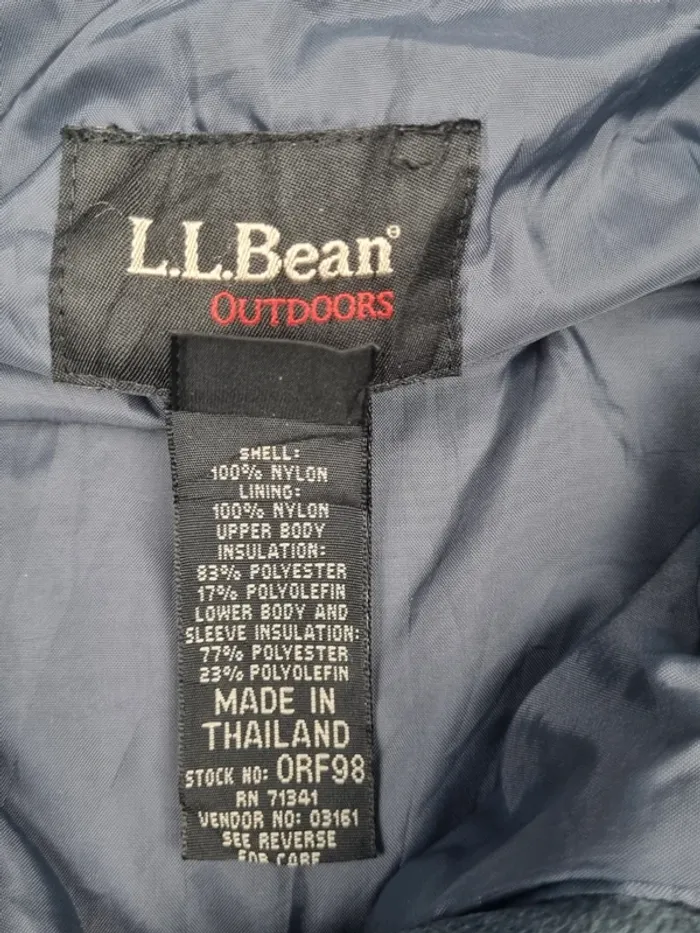 L.L.Bean®
OUTDOORS
SHELL:
100% NYLON
LINING:
100% NYLON
UPPER BODY
INSULATION:
83% POLYESTER
17% POLYOLEFIN
LOWER BODY AND
SLEEVE INSULATION:
77% POLYESTER
23% POLYOLEFIN
MADE IN
THAILAND
STOCK NO: 0RF98
RN 71341
VENDOR NO: 03161
SEE REVERSE
FOR CARE